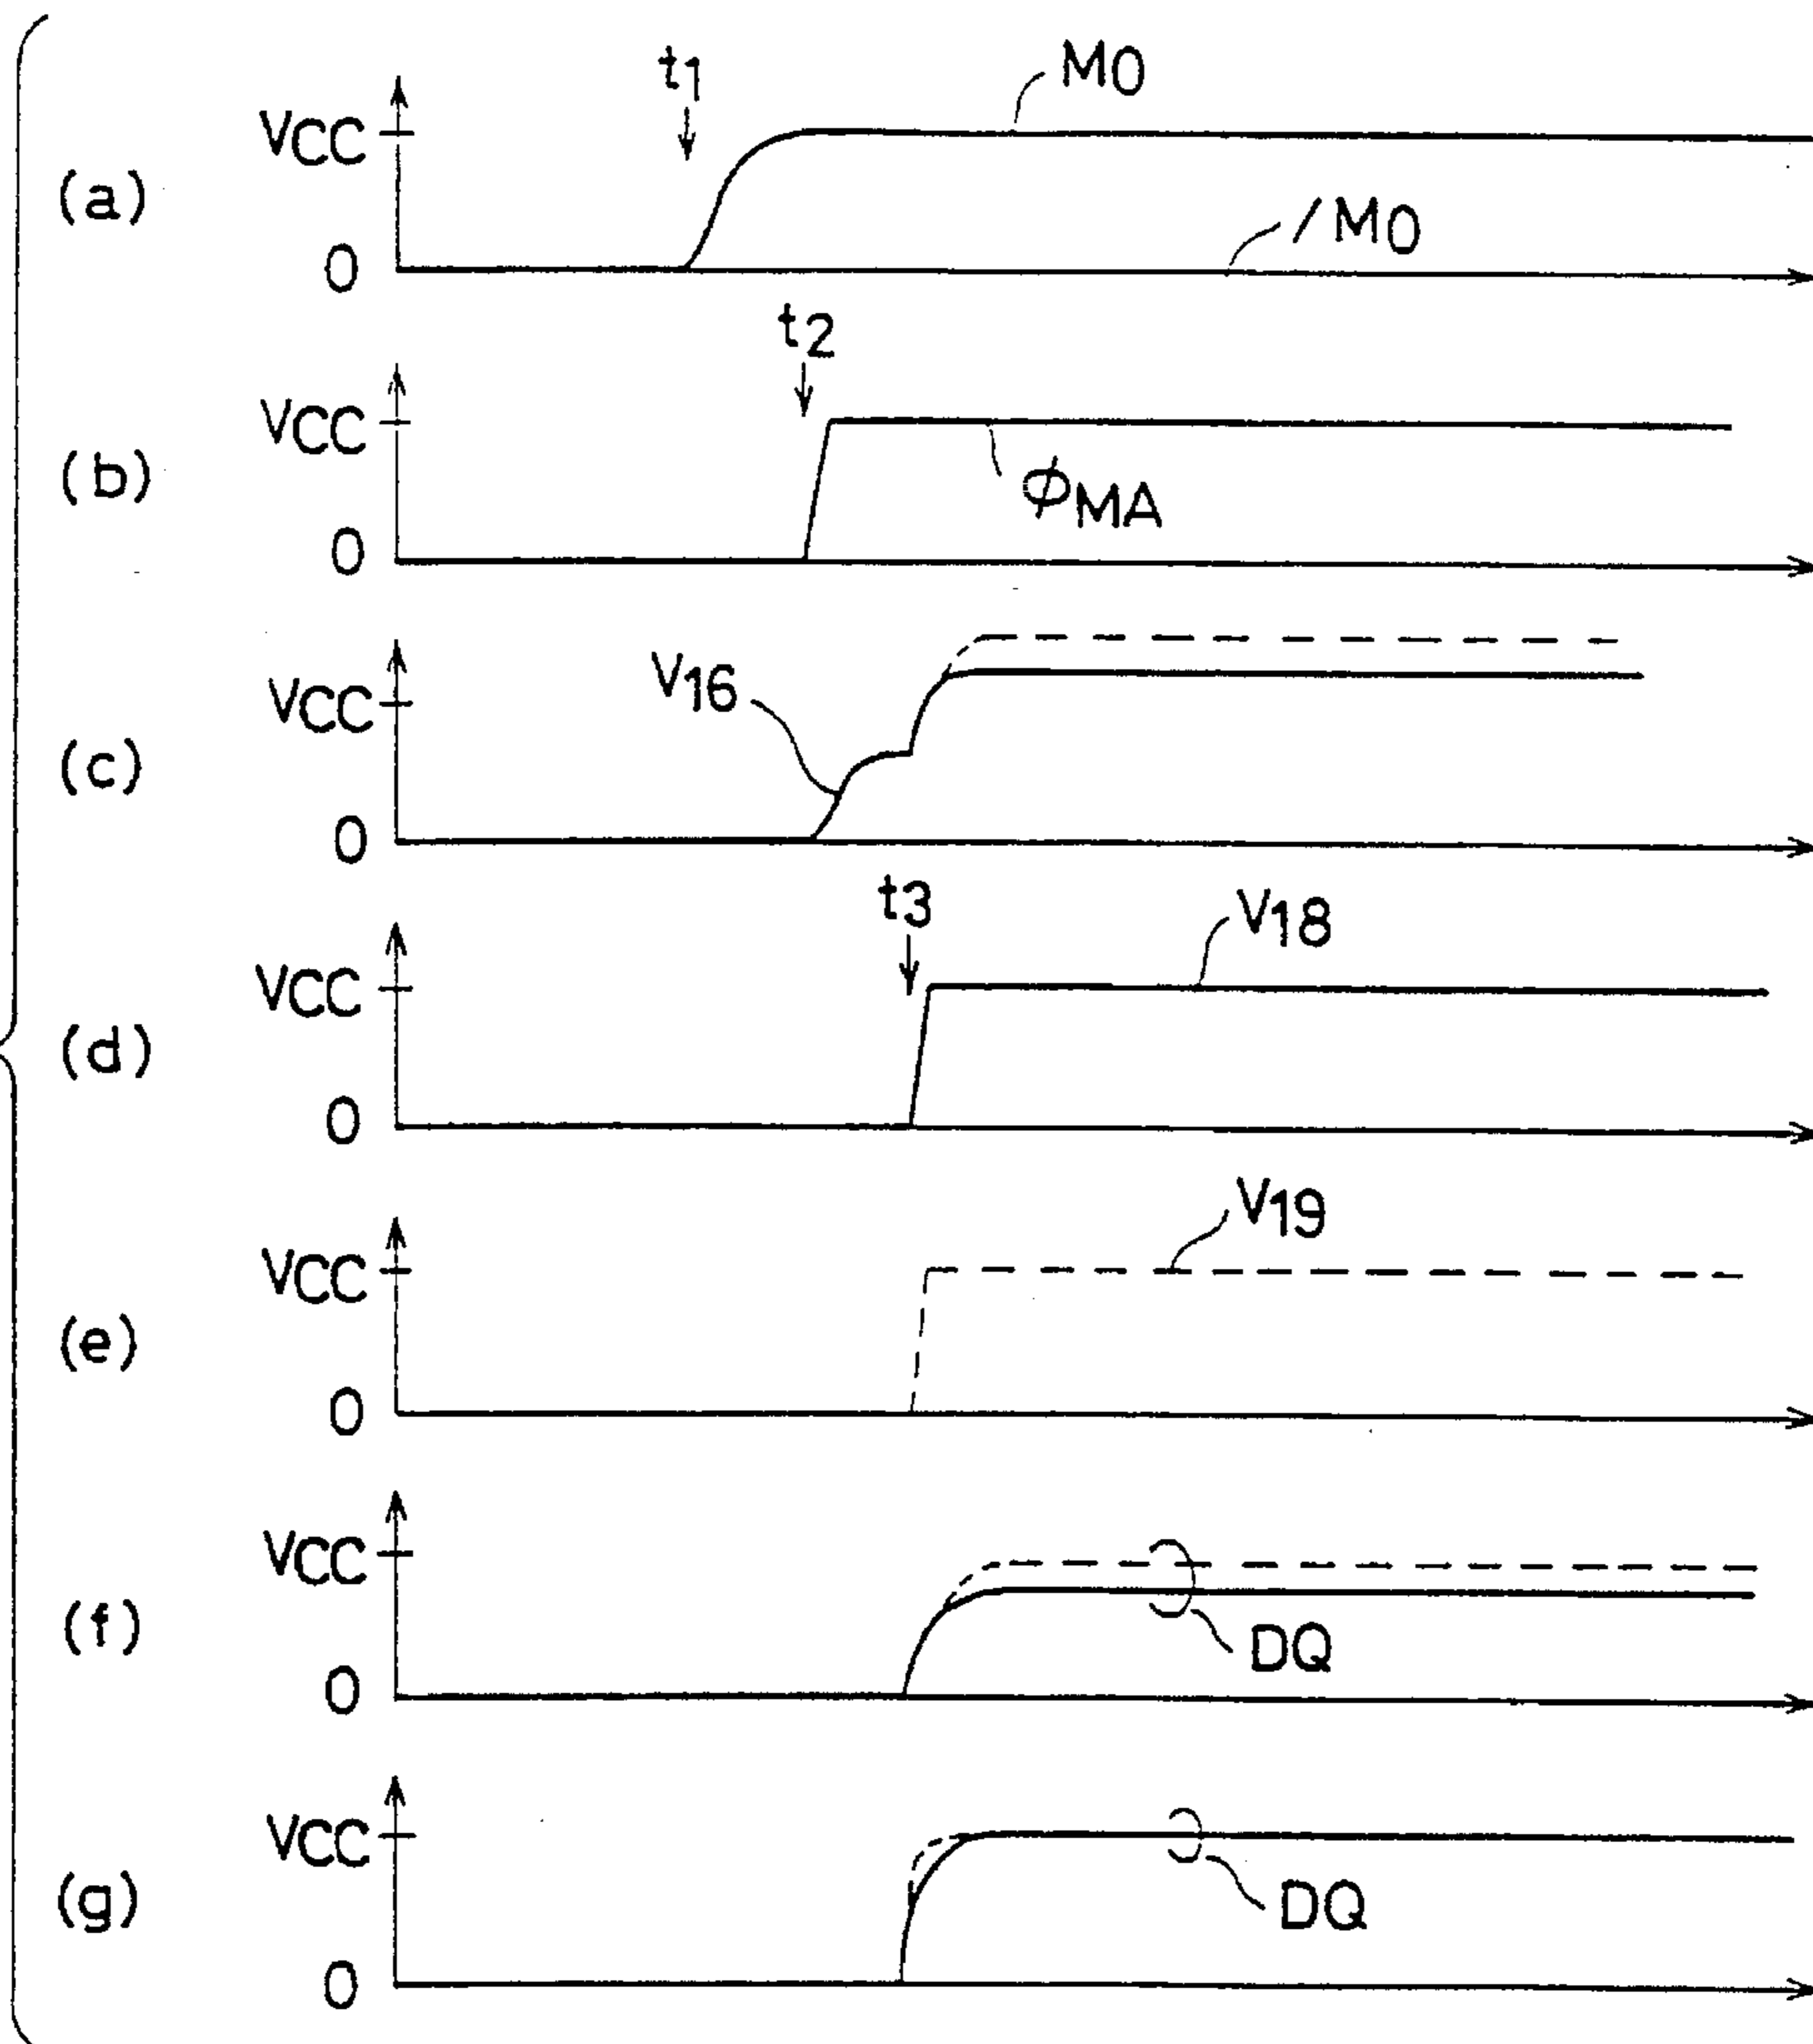 t1
M0
VCC
(a)
/M0
0
t2
VCC
(b)
ϕMA
0
V16
VCC
(c)
0
t3
V18
VCC
(d)
0
V19
VCC
(e)
0
VCC
(f)
DQ
0
VCC
(g)
DQ
0